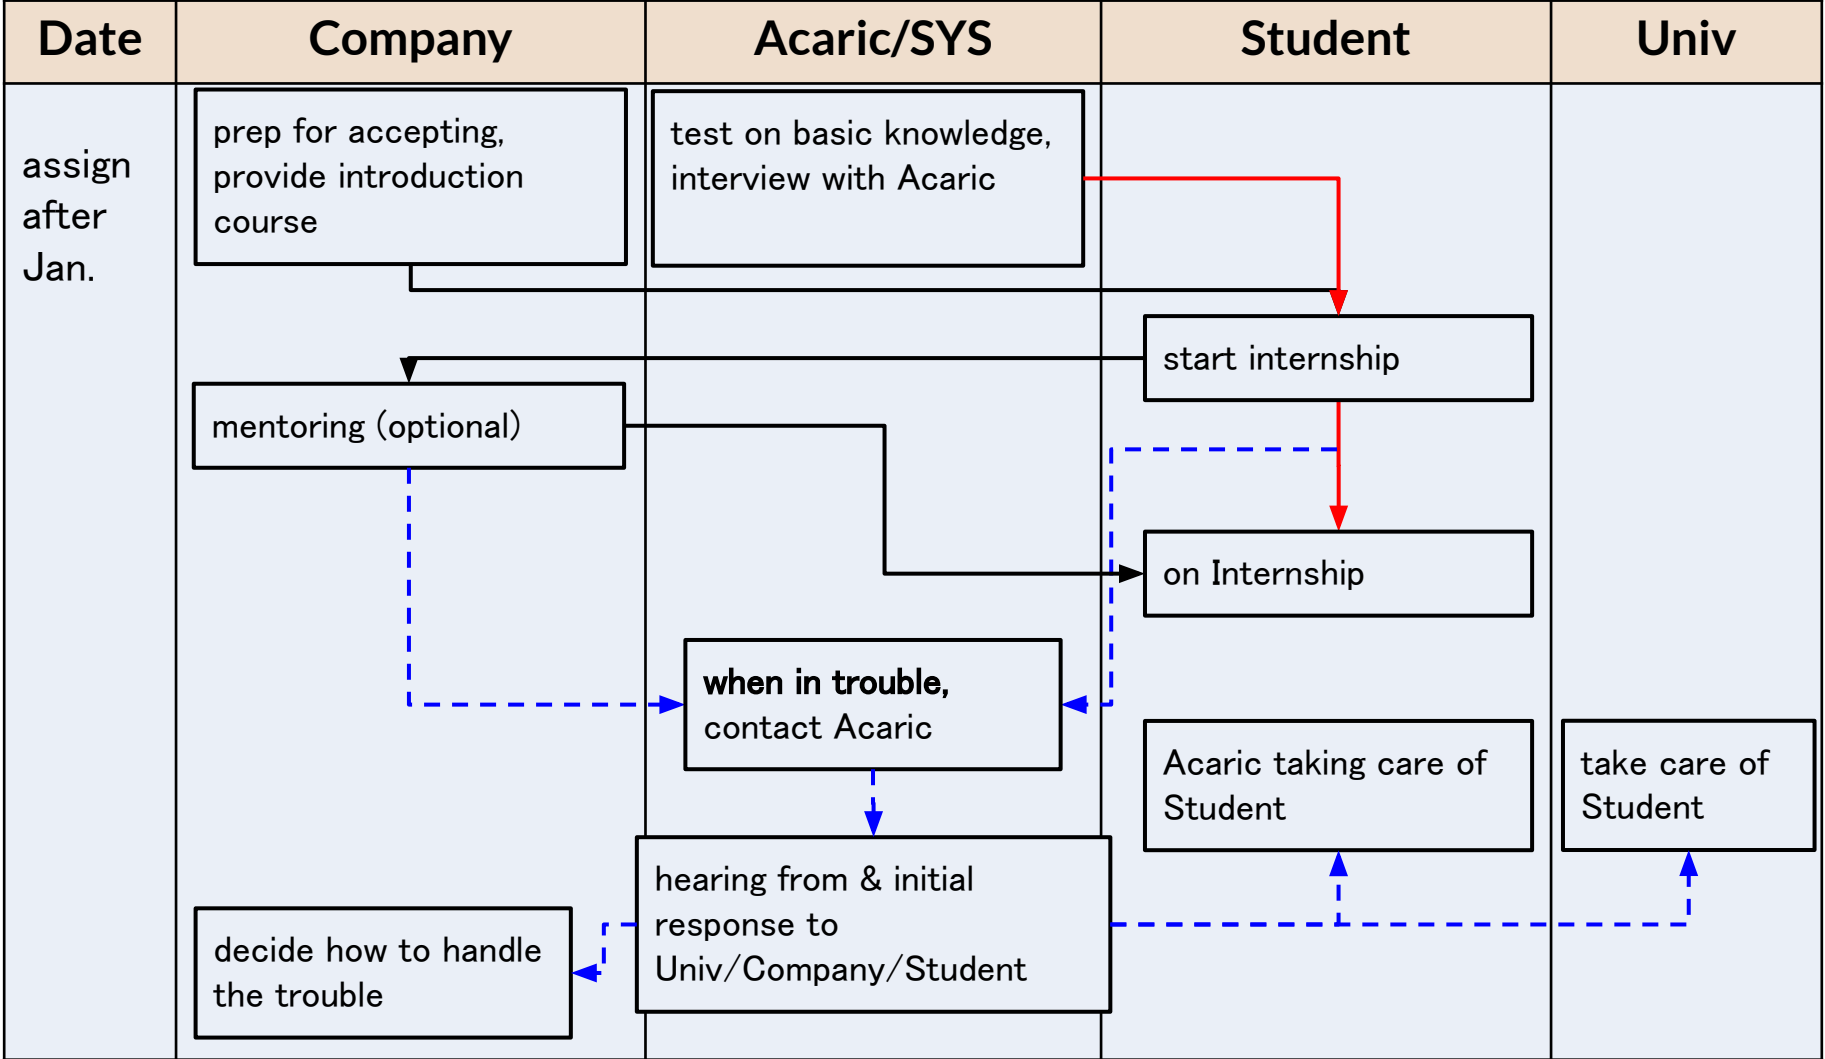 Date
Company
Acaric/SYS
Student
Univ
assign
after
Jan.
prep for accepting,
provide introduction
course
test on basic knowledge,
interview with Acaric
start internship
mentoring (optional)
on Internship
when in trouble,
contact Acaric
Acaric taking care of
Student
take care of
Student
hearing from & initial
response to
Univ/Company/Student
decide how to handle
the trouble